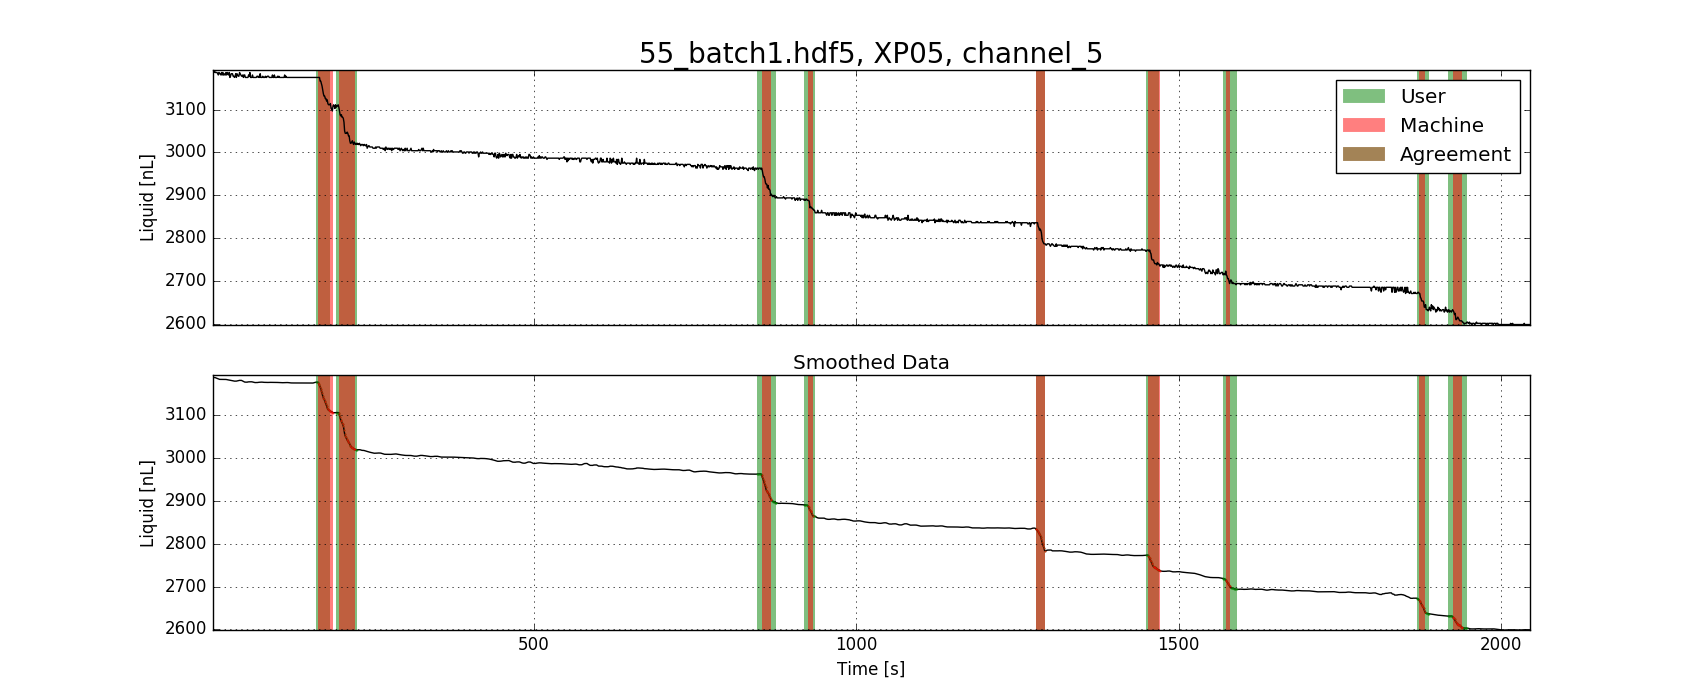 55_batch1.hdf5, XP05, channel_5
User
Machine
Agreement
Liquid [nL]
3100
3000
2900
2800
2700
2600
Smoothed Data
Liquid [nL]
3100
3000
2900
2800
2700
2600
500 1000 1500 2000
Time [s]